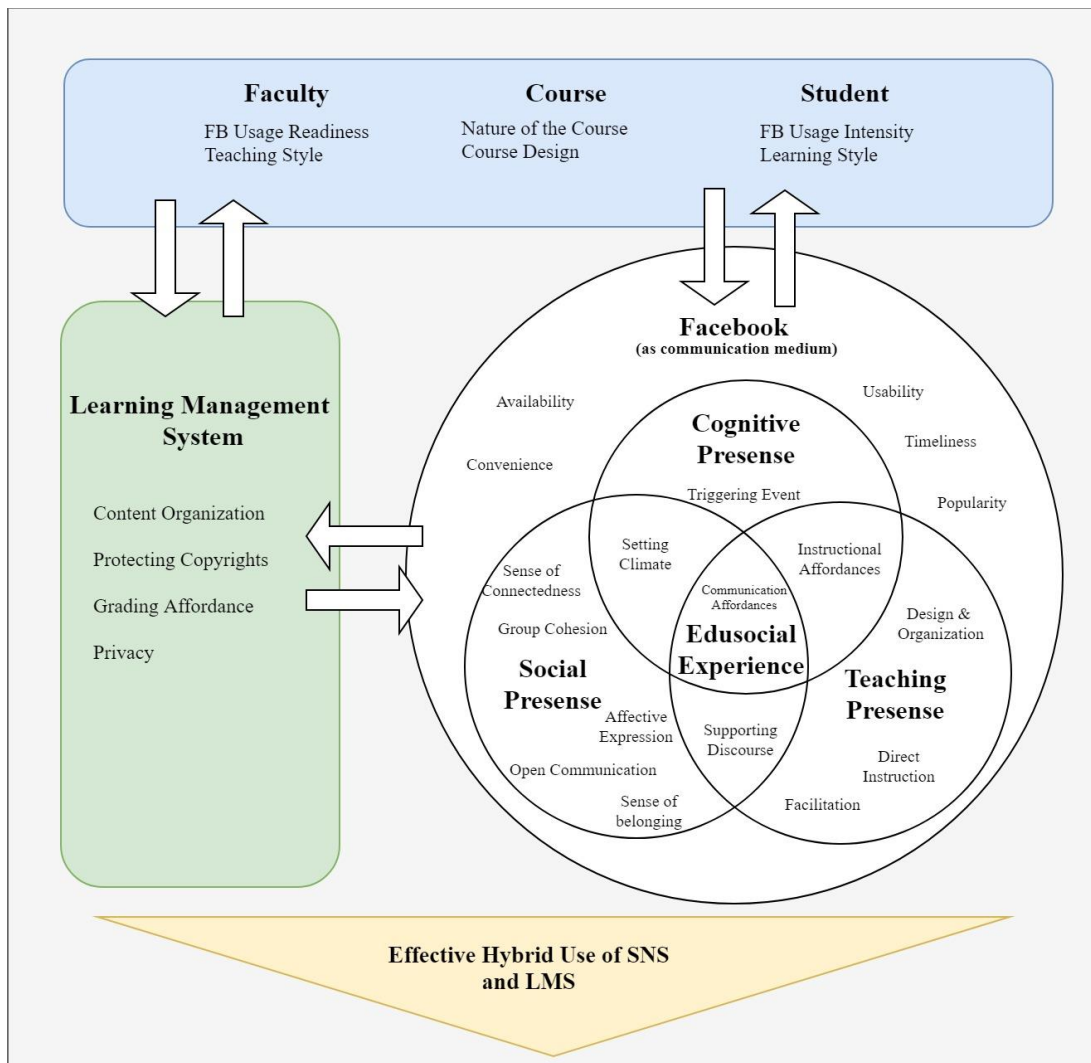 Faculty
FB Usage Readiness
Teaching Style
Course
Nature of the Course
Course Design
Student
FB Usage Intensity
Learning Style
Learning Management
System
Content Organization
Protecting Copyrights
Grading Affordance
Privacy
Facebook
(as communication medium)
Availability
Convenience
Usability
Timeliness
Popularity
Cognitive
Presense
Triggering Event
Setting
Climate
Instructional
Affordances
Communication
Affordances
Edusocial
Experience
Sense of
Connectedness
Group Cohesion
Social
Presense
Affective
Expression
Open Communication
Sense of
belonging
Supporting
Discourse
Design &
Organization
Teaching
Presense
Direct
Instruction
Facilitation
Effective Hybrid Use of SNS
and LMS